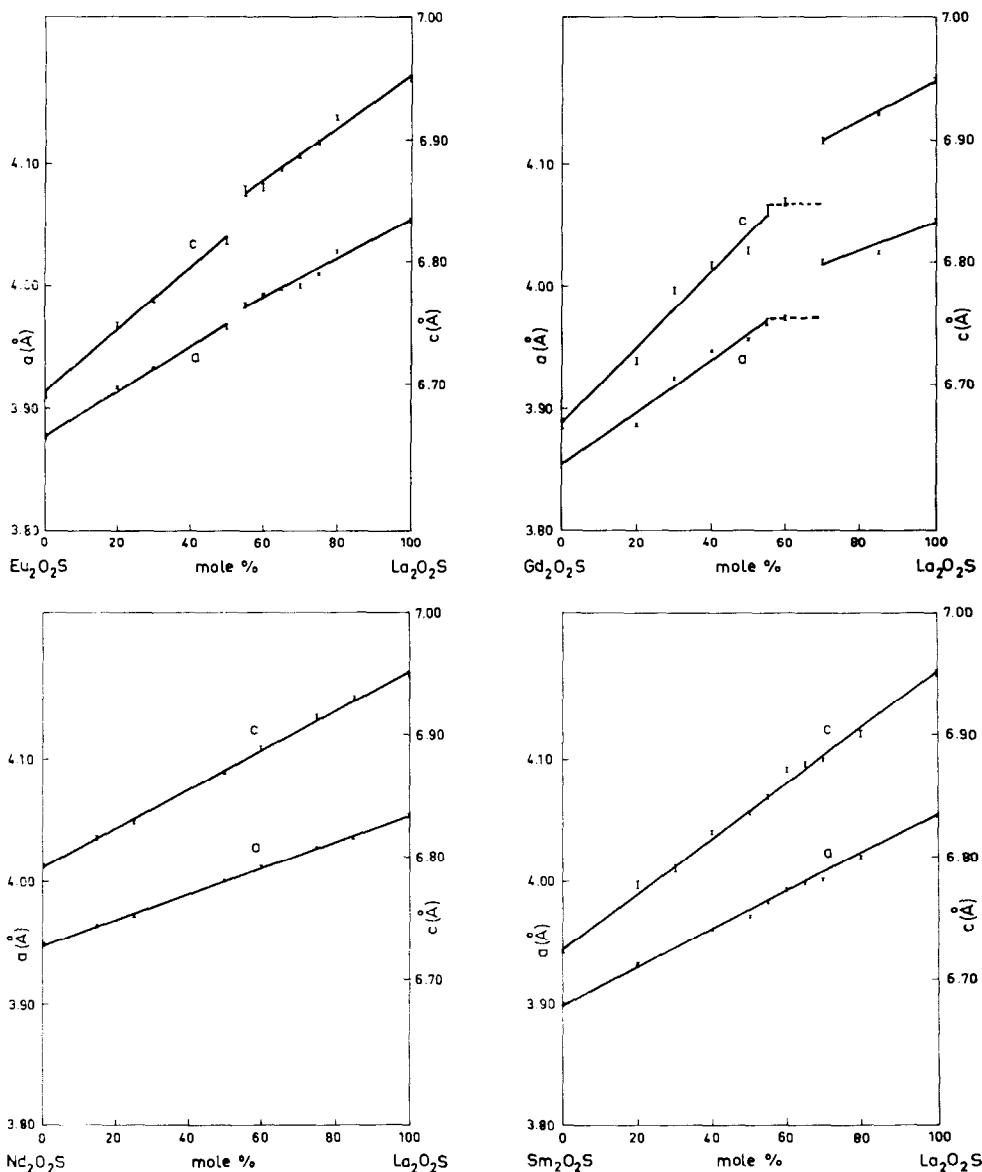 7.00
4.10
6.90
c
4.00
6.80
a(Å)
c(Å)
a
6.70
3.90
3.80
0 20 40 60 80 100
Eu₂O₂S mole % La₂O₂S
7.00
4.10
6.90
c
4.00
6.80
a(Å)
c(Å)
a
6.70
3.90
3.80
0 20 40 60 80 100
Gd₂O₂S mole % La₂O₂S
7.00
4.10
c
6.90
4.00
a
6.80
a(Å)
c(Å)
6.70
3.90
3.80
0 20 40 60 80 100
Nd₂O₂S mole % La₂O₂S
7.00
4.10
c
6.90
4.00
a
6.80
a(Å)
c(Å)
6.70
3.90
3.80
0 20 40 60 80 100
Sm₂O₂S mole % La₂O₂S